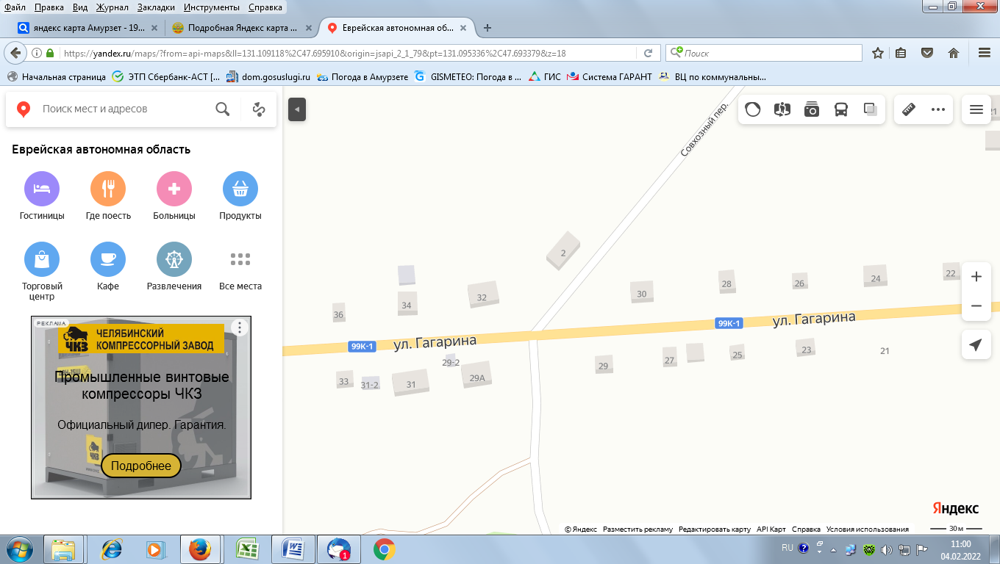 Файл Правка Вид Журнал Закладки Инструменты Справка
яндекс карта Амурзет - 19...
Подробная Яндекс карта ...
Еврейская автономная об...
https://yandex.ru/maps/?from=api-maps&ll=131.109118%2C47.695910&origin=jsapi_2_1_79&pt=131.095336%2C47.693379&z=18
Поиск
Начальная страница
ЭТП Сбербанк-АСТ [...
dom.gosuslugi.ru
Погода в Амурзете
GISMETEO: Погода в ...
ГИС
Система ГАРАНТ
ВЦ по коммунальны...
Поиск мест и адресов
Еврейская автономная область
Гостиницы
Где поесть
Больницы
Продукты
Торговый
центр
Кафе
Развлечения
Все места
РЕКЛАМА
ЧКЗ
ЧЕЛЯБИНСКИЙ
КОМПРЕССОРНЫЙ ЗАВОД
Промышленные винтовые
компрессоры ЧКЗ
Официальный дилер. Гарантия.
ЧКЗ
Подробнее
Совхозный пер.
21
2
22
24
26
28
30
32
34
36
ул. Гагарина
99К-1
99К-1
ул. Гагарина
29-2
33
31-2
31
29А
29
27
25
23
21
Яндекс
© Яндекс Разместить рекламу Редактировать карту API Карт Справка Условия использования
30 м
1
RU
11:00
04.02.2022